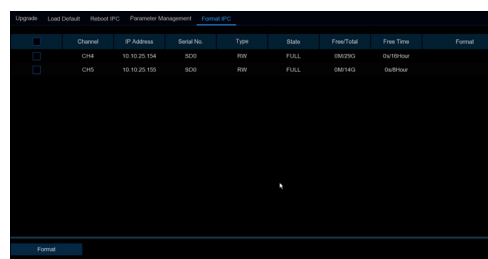 Upgrade Load Default Reboot IPC Parameter Management Format IPC
Channel IP Address Serial No. Type State Free/Total Free Time Format
CH4 10.10.25.154 SD0 RW FULL 0M/29G 0s/16Hour
CH5 10.10.25.155 SD0 RW FULL 0M/14G 0s/8Hour
Format